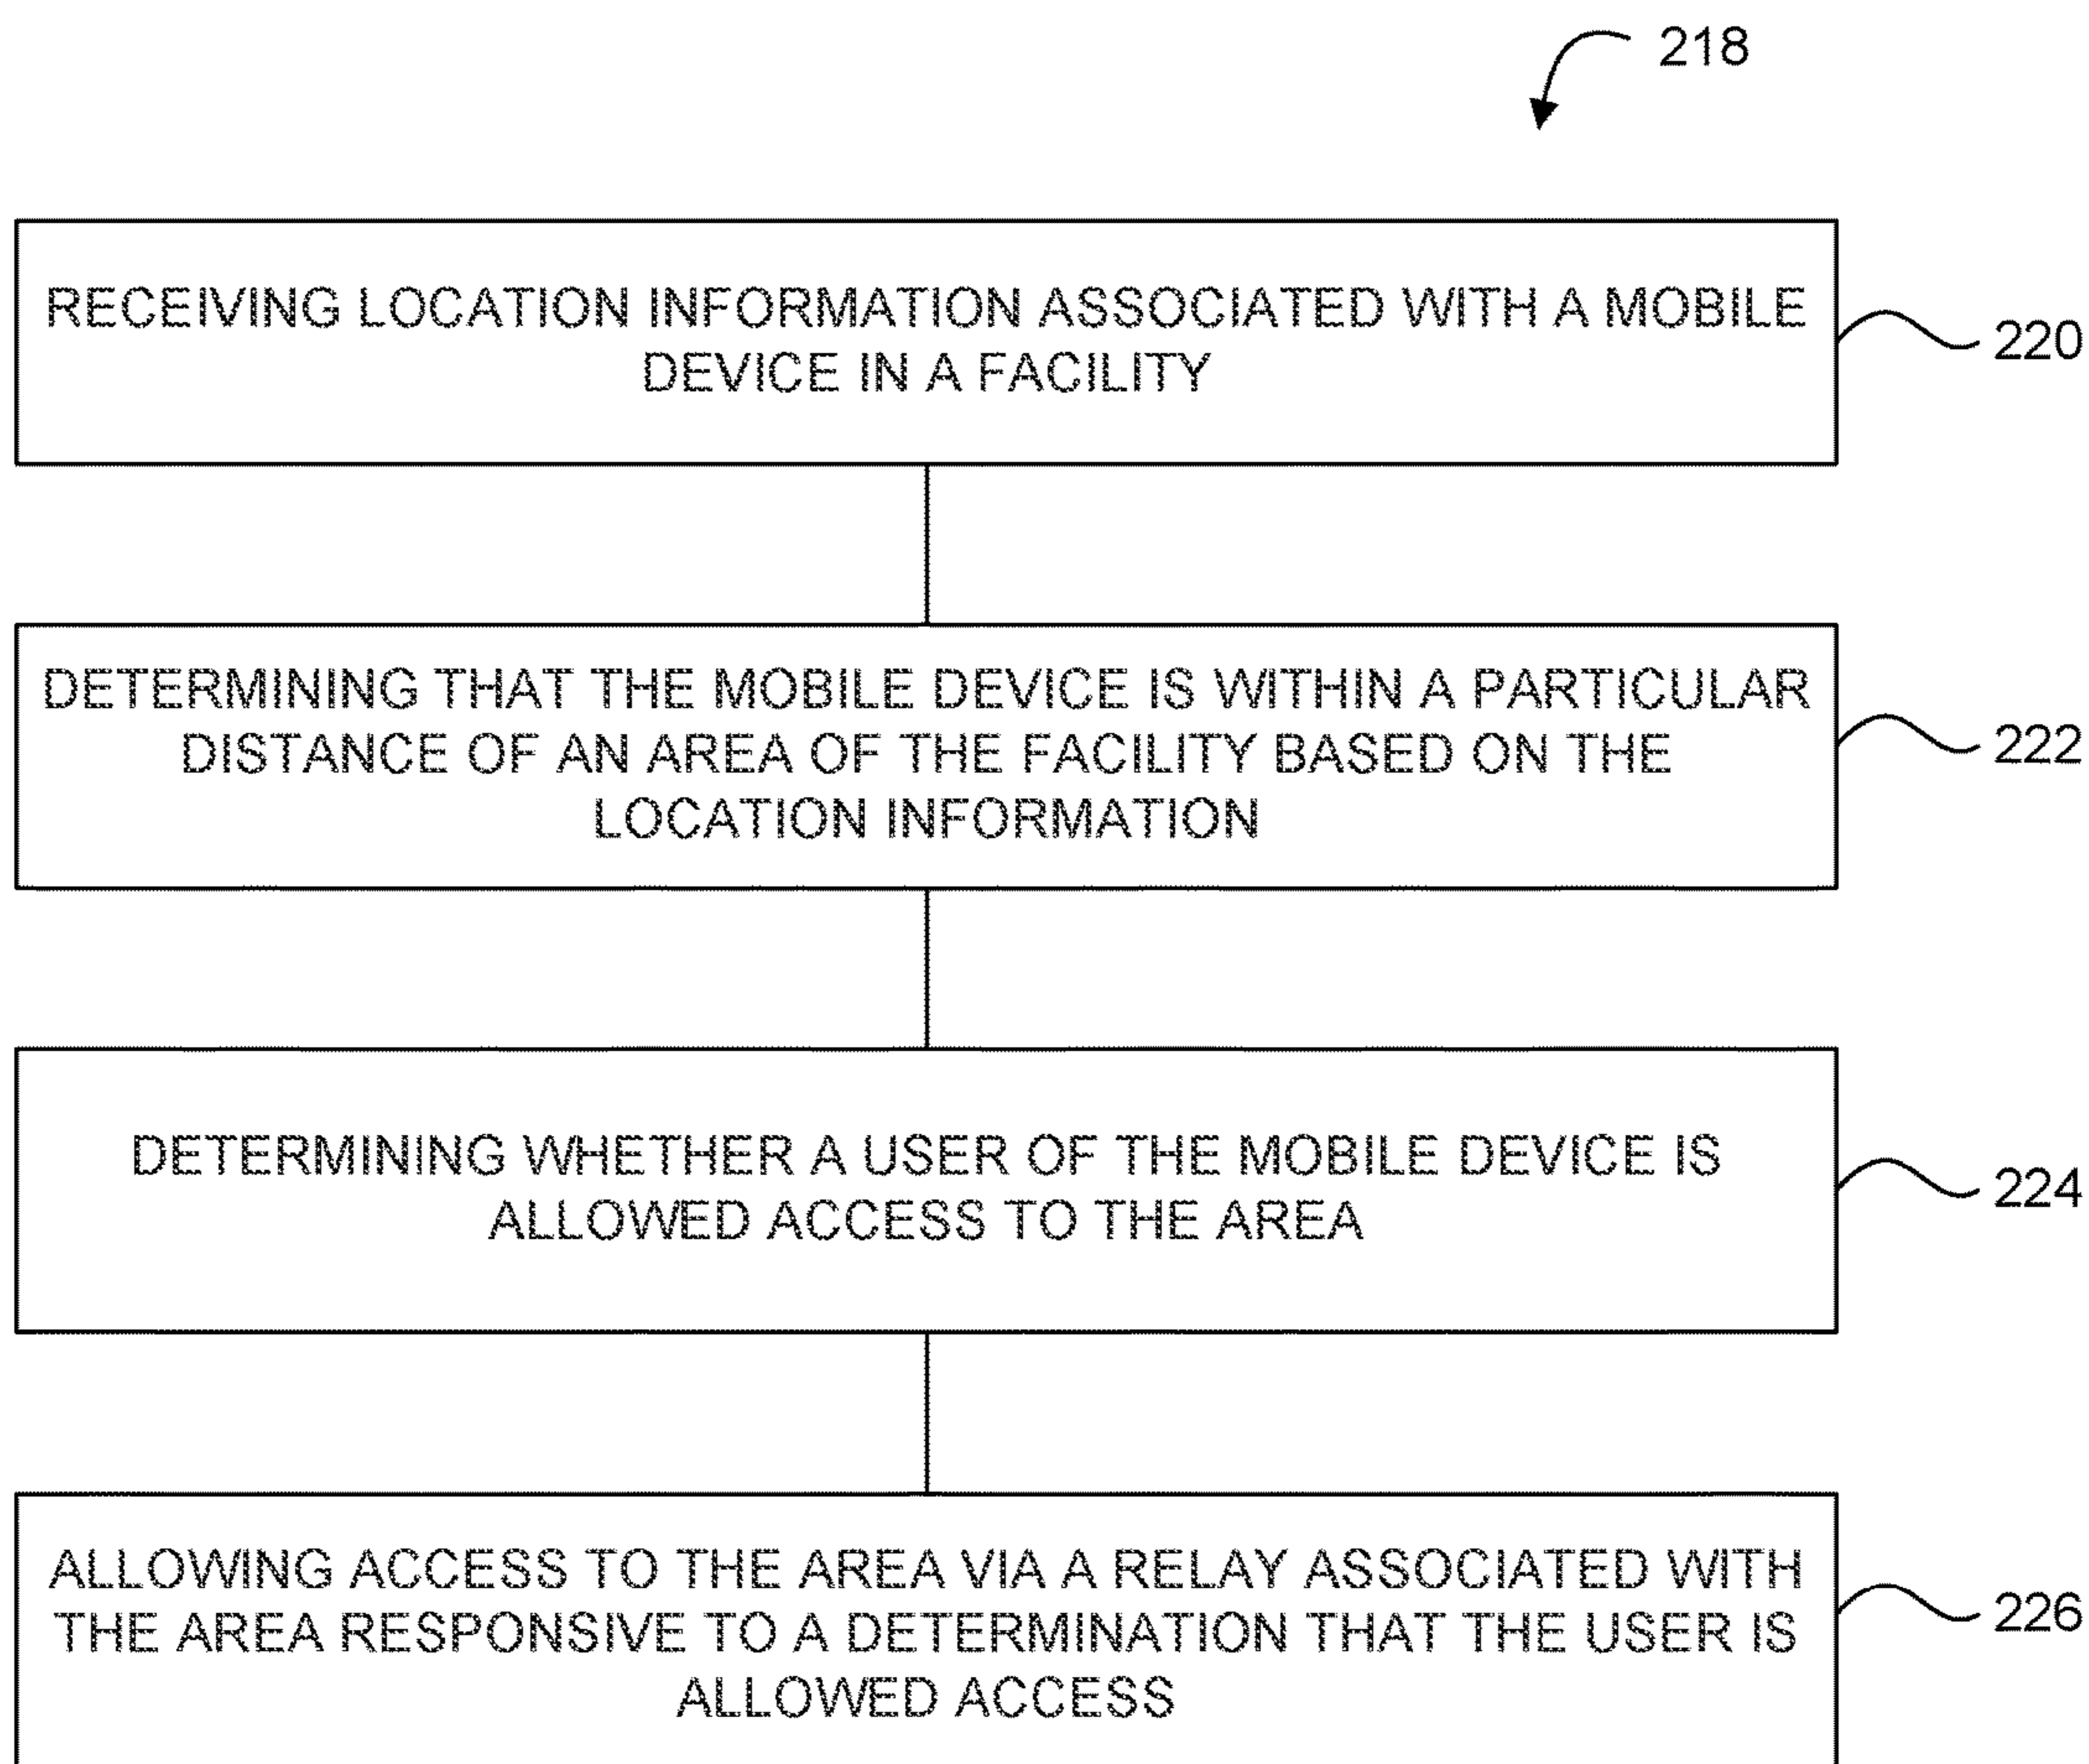 218
RECEIVING LOCATION INFORMATION ASSOCIATED WITH A MOBILE
DEVICE IN A FACILITY
220
DETERMINING THAT THE MOBILE DEVICE IS WITHIN A PARTICULAR
DISTANCE OF AN AREA OF THE FACILITY BASED ON THE
LOCATION INFORMATION
222
DETERMINING WHETHER A USER OF THE MOBILE DEVICE IS
ALLOWED ACCESS TO THE AREA
224
ALLOWING ACCESS TO THE AREA VIA A RELAY ASSOCIATED WITH
THE AREA RESPONSIVE TO A DETERMINATION THAT THE USER IS
ALLOWED ACCESS
226